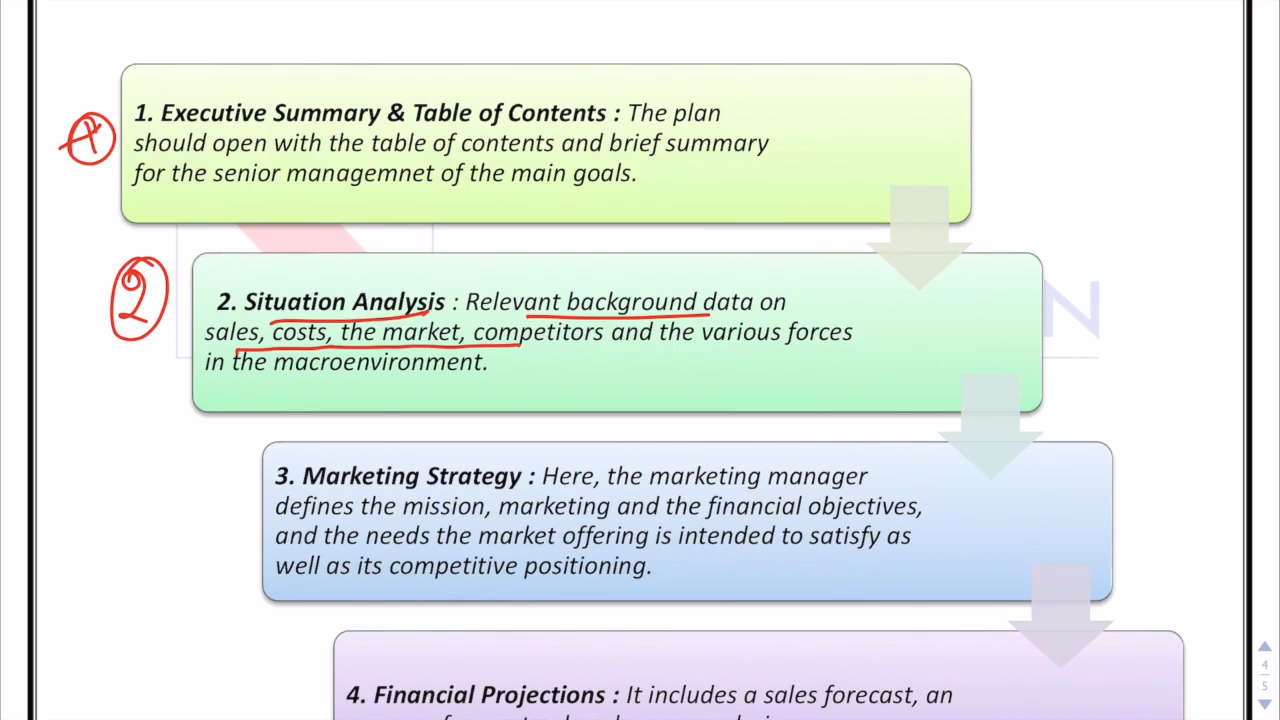 1. Executive Summary & Table of Contents : The plan
should open with the table of contents and brief summary
for the senior managemnet of the main goals.
2
2. Situation Analysis : Relevant background data on
sales, costs, the market, competitors and the various forces
in the macroenvironment.
N
3. Marketing Strategy : Here, the marketing manager
defines the mission, marketing and the financial objectives,
and the needs the market offering is intended to satisfy as
well as its competitive positioning.
4. Financial Projections : It includes a sales forecast, an
4
5